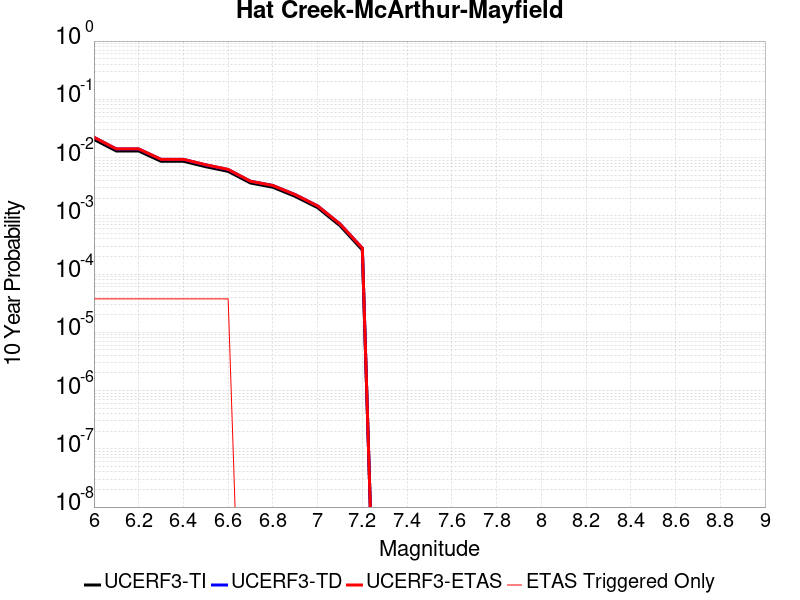 Hat Creek-McArthur-Mayfield
10 0
10 -1
10 -2
10 -3
10 -4
10 -5
10 -6
10 -7
10 -8
10 Year Probability
6 6.2 6.4 6.6 6.8 7 7.2 7.4 7.6 7.8 8 8.2 8.4 8.6 8.8 9
Magnitude
UCERF3-TI UCERF3-TD UCERF3-ETAS ETAS Triggered Only